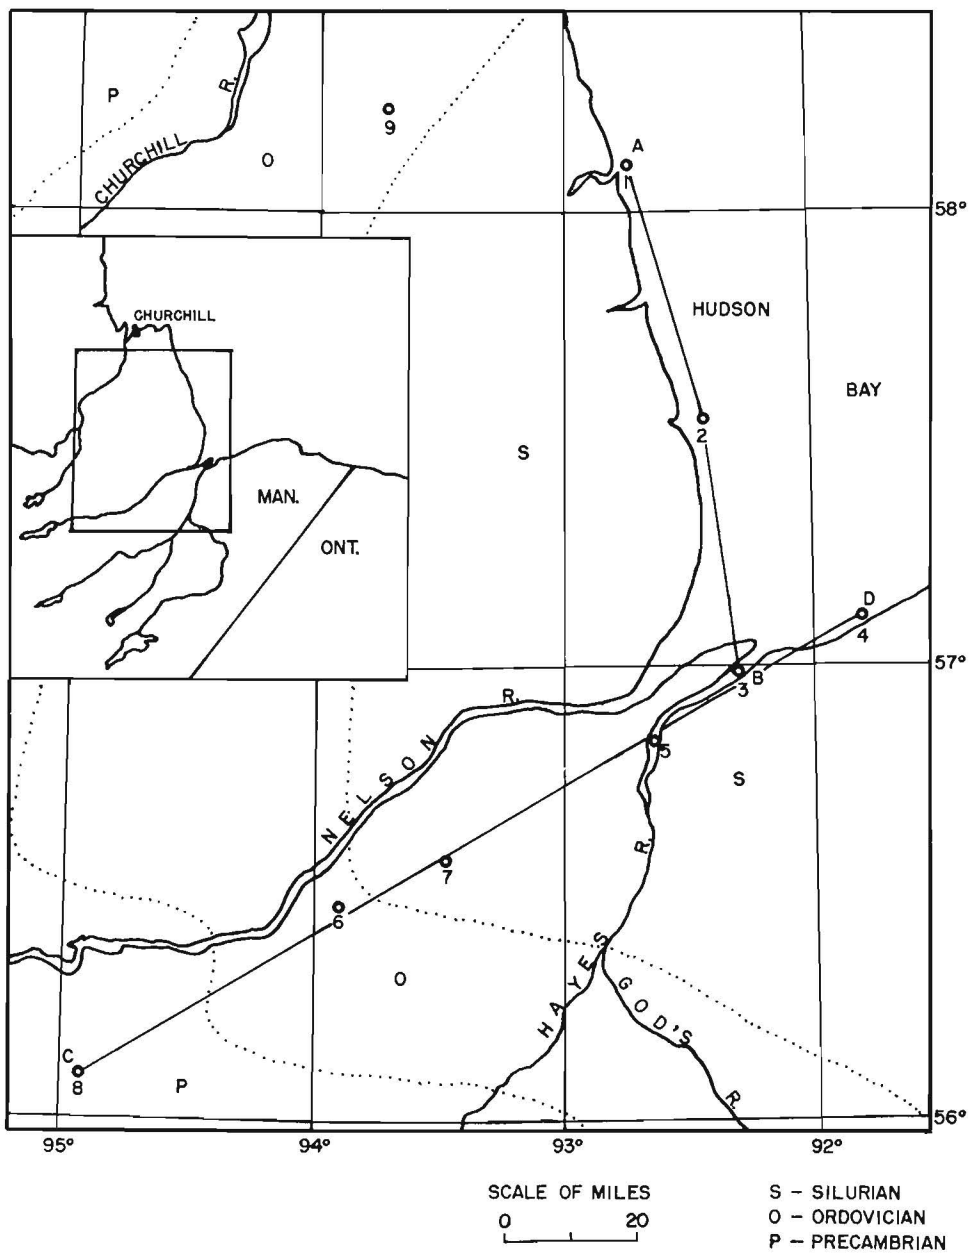 P
CHURCHILL R.
O
9
A
1
58°
HUDSON
BAY
2
S
CHURCHILL
MAN.
ONT.
D
4
57°
3
B
R.
NELSON
5
S
7
6
R.
O
HAYES
GOD'S
R.
C
8
P
56°
95°
94°
93°
92°
SCALE OF MILES
0 20
S – SILURIAN
O – ORDOVICIAN
P – PRECAMBRIAN